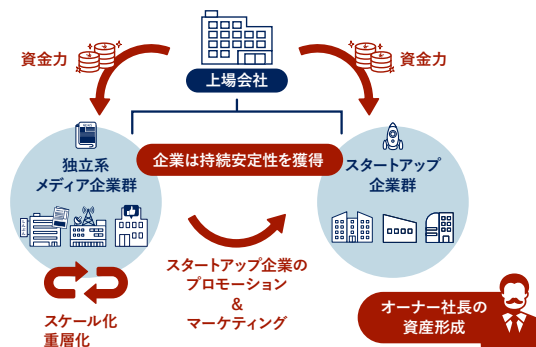 資金力
上場会社
資金力
企業は持続安定性を獲得
独立系
メディア企業群
スタートアップ
企業群
スタートアップ企業の
プロモーション
&
マーケティング
スケール化
重層化
オーナー社長の
資産形成